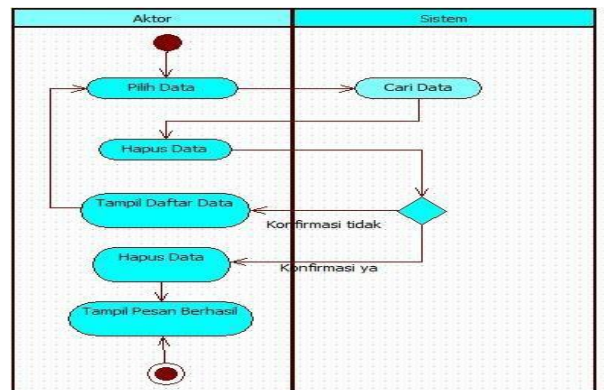 Aktor
Sistem
Pilih Data
Cari Data
Hapus Data
Tampil Daftar Data
Konfirmasi tidak
Hapus Data
Konfirmasi ya
Tampil Pesan Berhasil